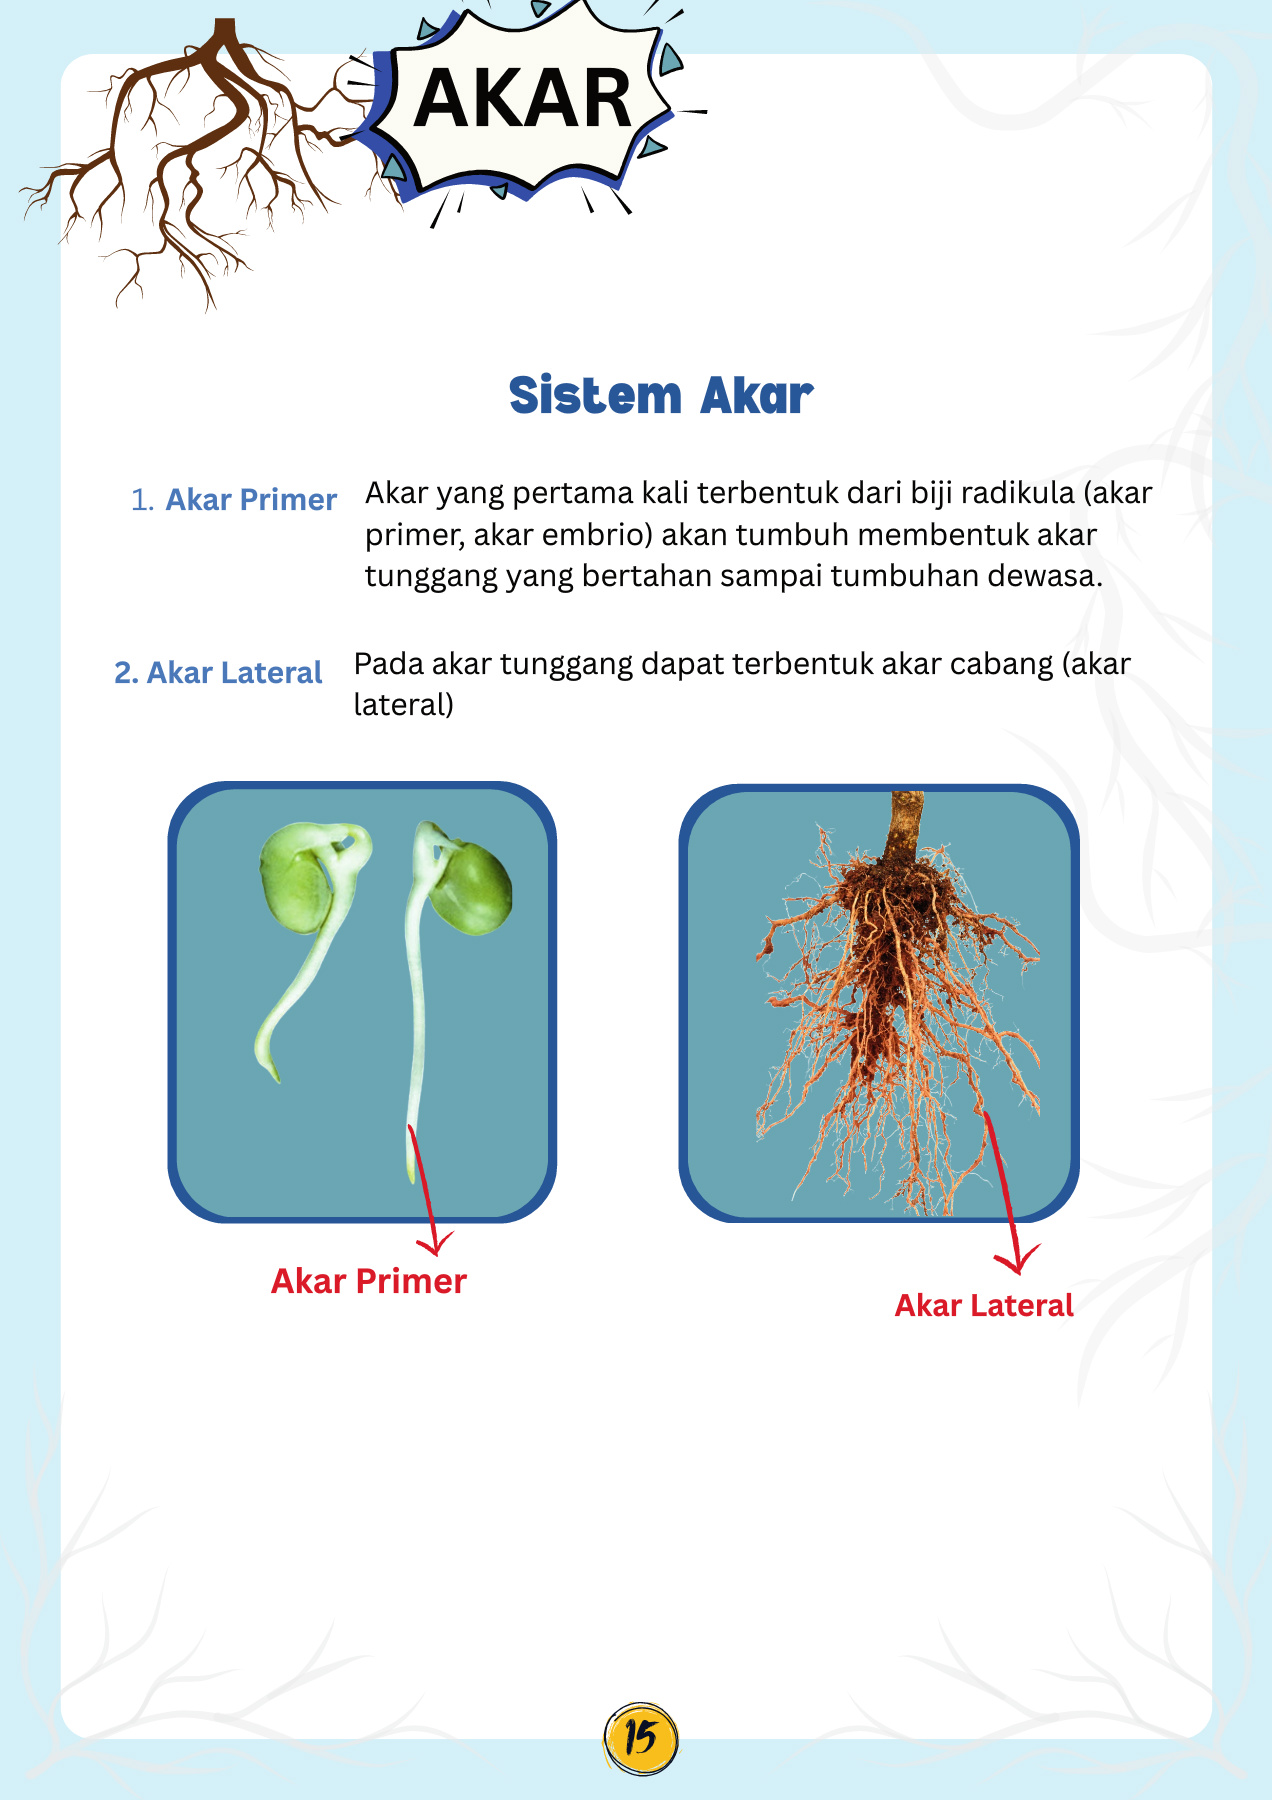 AKAR
Sistem Akar
1. Akar Primer
Akar yang pertama kali terbentuk dari biji radikula (akar
primer, akar embrio) akan tumbuh membentuk akar
tunggang yang bertahan sampai tumbuhan dewasa.
2. Akar Lateral
Pada akar tunggang dapat terbentuk akar cabang (akar
lateral)
Akar Primer
Akar Lateral
15